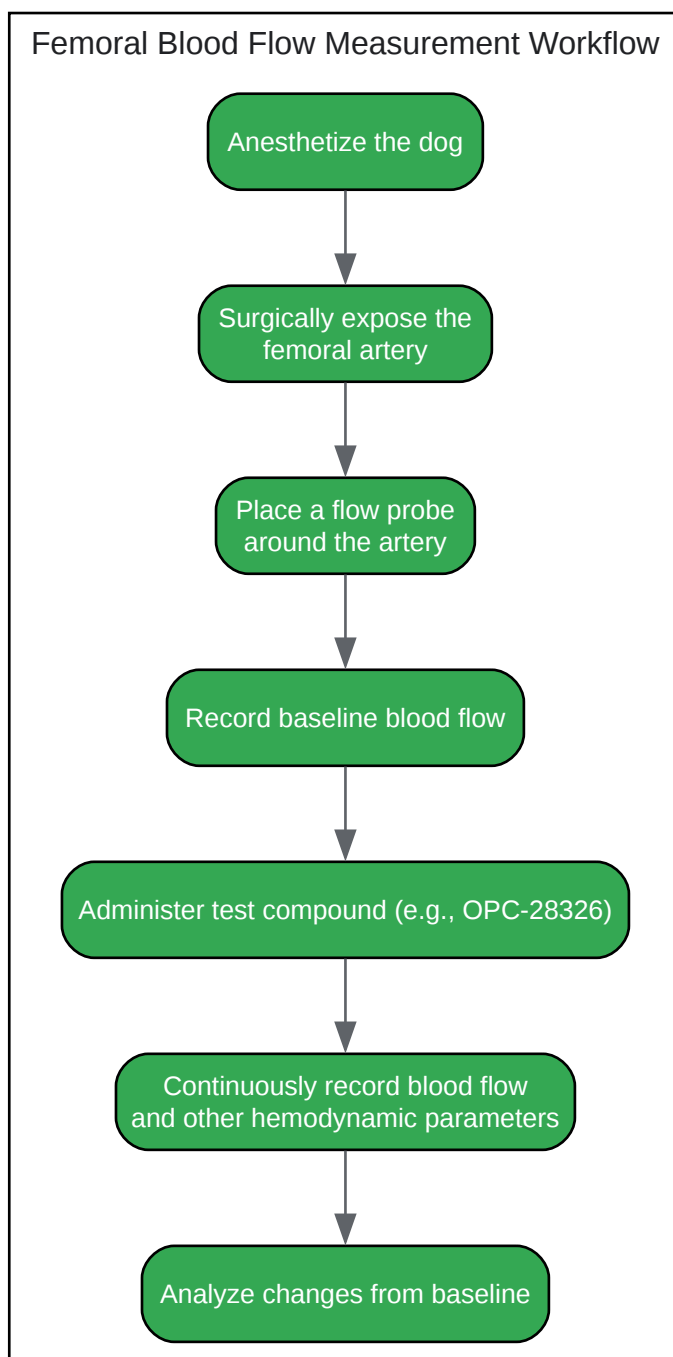 Femoral Blood Flow Measurement Workflow
Anesthetize the dog
Surgically expose the
femoral artery
Place a flow probe
around the artery
Record baseline blood flow
Administer test compound (e.g., OPC-28326)
Continuously record blood flow
and other hemodynamic parameters
Analyze changes from baseline